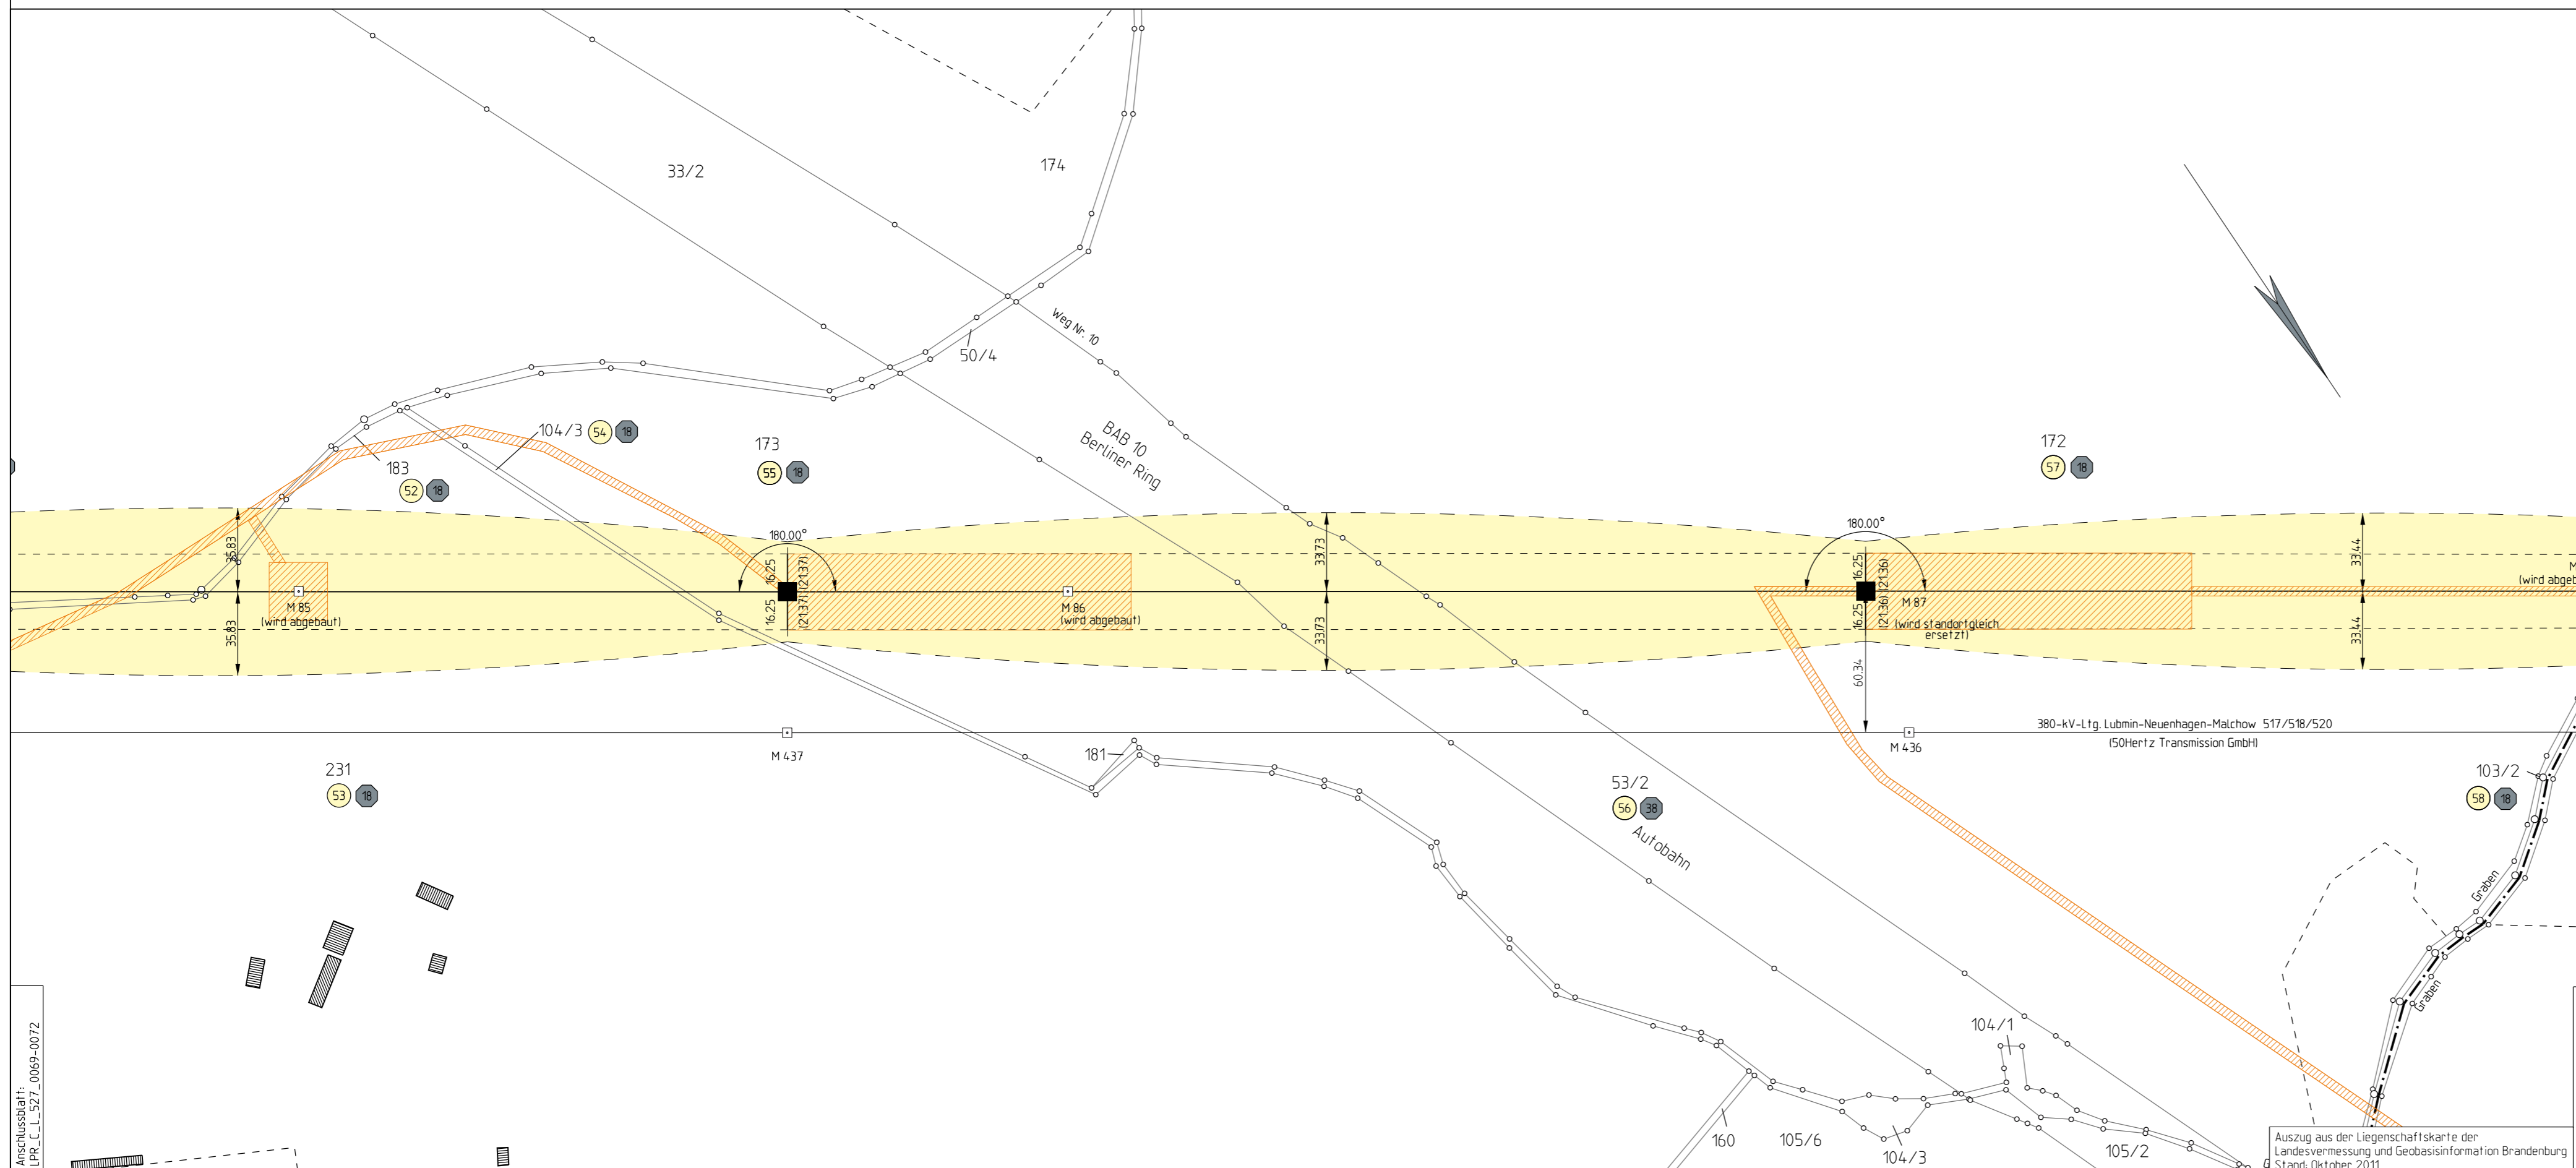 33/2
174
Weg Nr. 10
50/4
104/3 54 18
173
55 18
183
52 18
BAB 10
Berliner Ring
172
57 18
180.00°
180.00°
35.83
35.83
16.25 (21.37)
16.25 (21.37)
33.73
33.73
16.25 (21.36)
16.25 (21.36)
33.44
33.44
M 85
(wird abgebaut)
M 86
(wird abgebaut)
M 87
(wird standortgleich
ersetzt)
M
(wird abgeb
60.34
380-kV-Ltg. Lubmin-Neuenhagen-Malchow 517/518/520
(50Hertz Transmission GmbH)
M 437
M 436
181
231
53 18
53/2
56 38
Autobahn
103/2
58 18
Graben
Graben
104/1
160
105/6
104/3
105/2
Anschlussblatt:
LPR_C_L_527_0069-0072
Auszug aus der Liegenschaftskarte der
Landesvermessung und Geobasisinformation Brandenburg
Stand: Oktober 2011